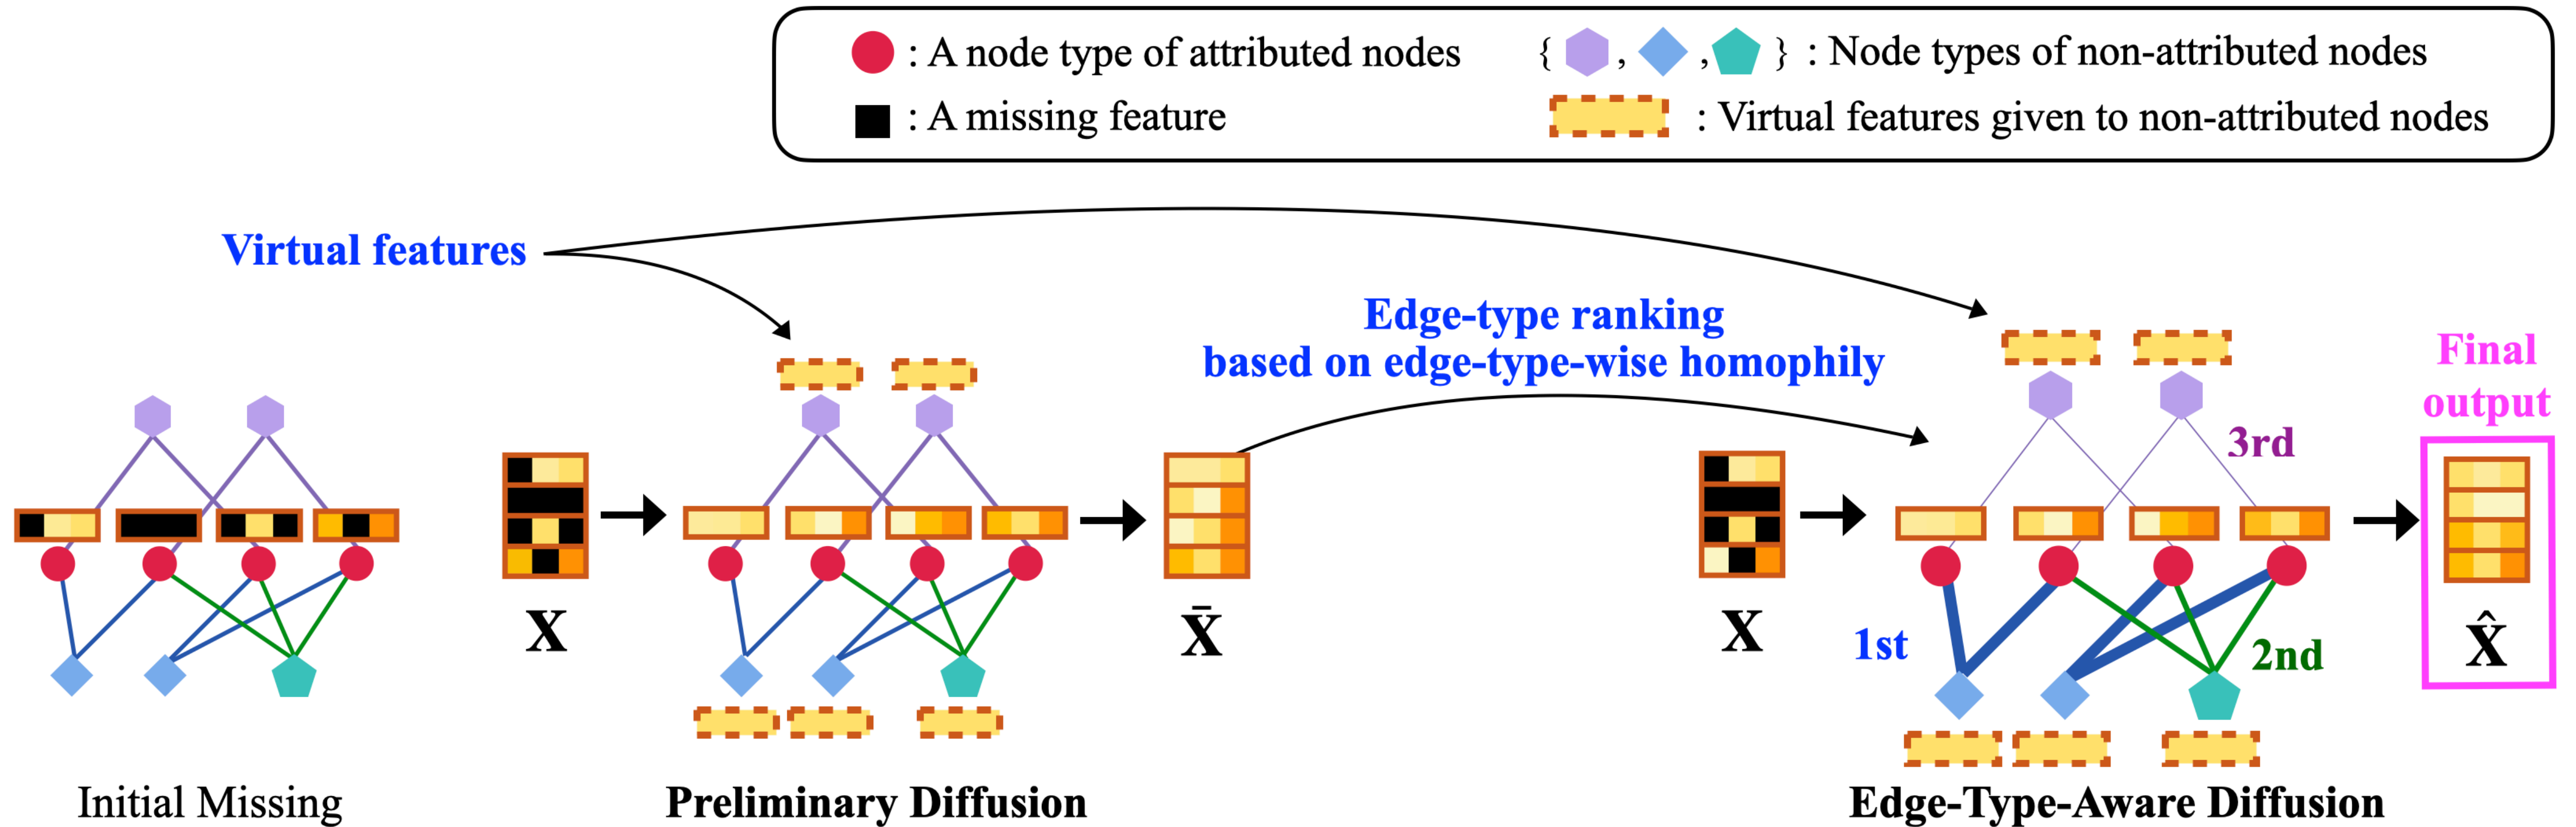 : A node type of attributed nodes
{ , , } : Node types of non-attributed nodes
: A missing feature
: Virtual features given to non-attributed nodes
Virtual features
Edge-type ranking
based on edge-type-wise homophily
Final
output
3rd
X
X̄
X
1st
2nd
X̂
Initial Missing
Preliminary Diffusion
Edge-Type-Aware Diffusion